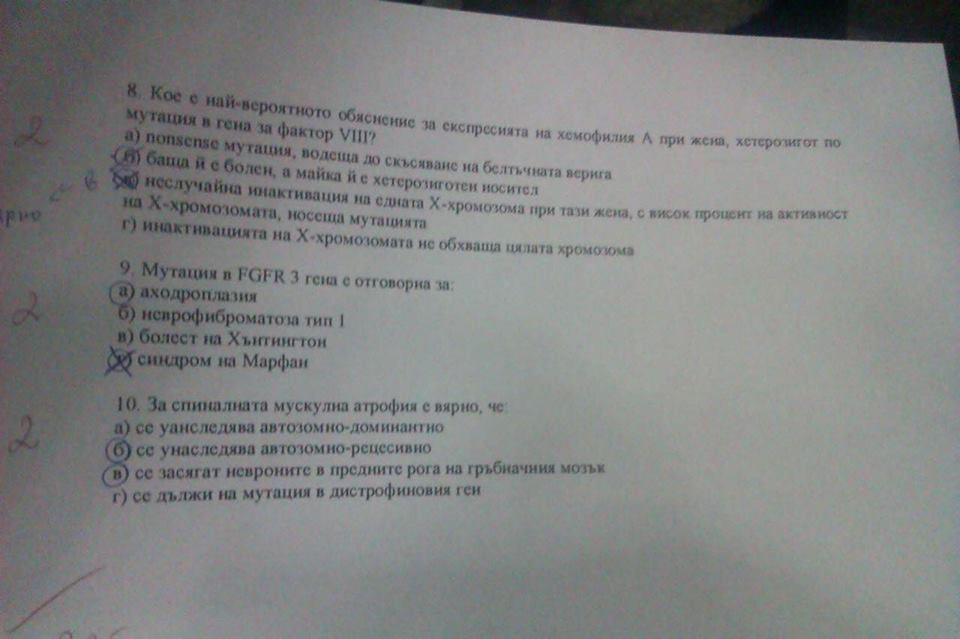 8. Кое е най-вероятното обяснение за експресията на хемофилия А при жена, хетерозигот по
мутация в гена за фактор VIII?
2
а) nonsense мутация, водеща до скъсяване на белтъчната верига
б) баща й е болен, а майка й е хетерозиготен носител
в) неслучайна инактивация на едната Х-хромозома при тази жена, с висок процент на активност
на Х-хромозомата, носеща мутацията
г) инактивацията на Х-хромозомата не обхваща цялата хромозома
9. Мутация в FGFR 3 гена е отговорна за:
а) аходроплазия
2
б) неврофиброматоза тип 1
в) болест на Хънтингтон
г) синдром на Марфан
10. За спиналната мускулна атрофия е вярно, че:
а) се уанследява автозомно-доминантно
2
б) се унаследява автозомно-рецесивно
в) се засягат невроните в предните рога на гръбначния мозък
г) се дължи на мутация в дистрофиновия ген